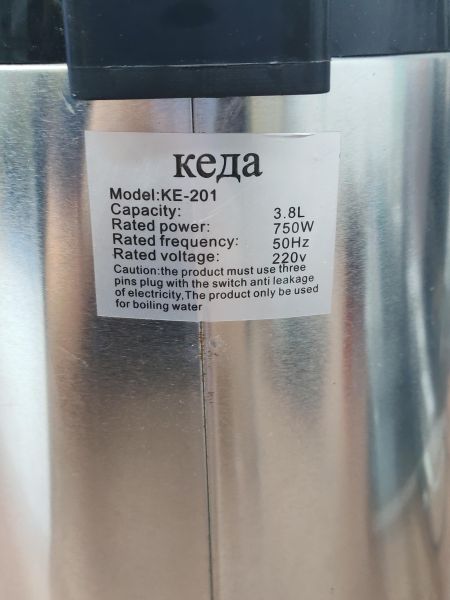 кеда
Model:KE-201
Capacity: 3.8L
Rated power: 750W
Rated frequency: 50Hz
Rated voltage: 220v
Caution:the product must use three
pins plug with the switch anti leakage
of electricity,The product only be used
for boiling water